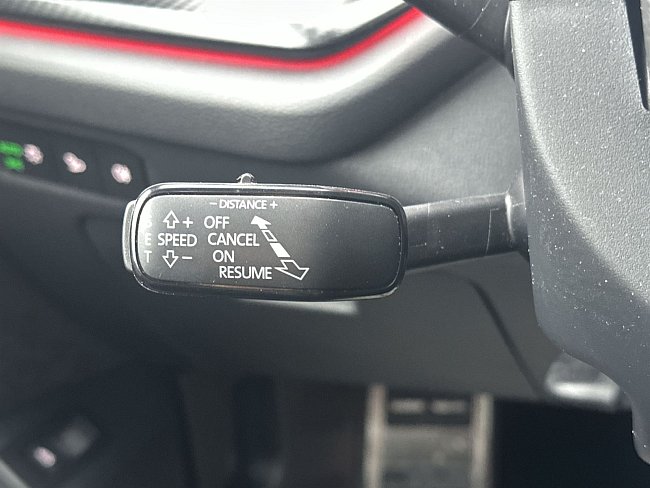 − DISTANCE +
S + OFF
E SPEED CANCEL
T − ON
RESUME